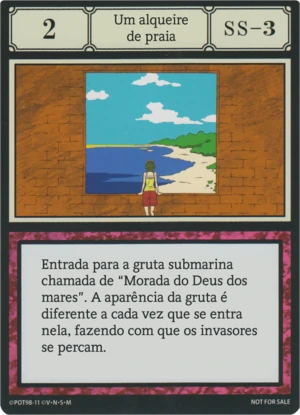 2
Um alqueire
de praia
SS-3
Entrada para a gruta submarina
chamada de “Morada do Deus dos
mares". A aparência da gruta é
diferente a cada vez que se entra
nela, fazendo com que os invasores
se percam.
©POT98-11 ©V・N・S・M
NOT FOR SALE